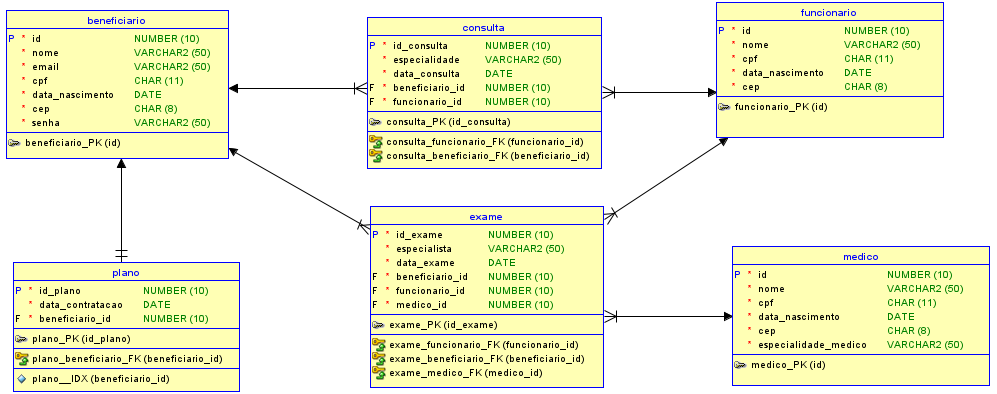 beneficiario
P * id NUMBER (10)
* nome VARCHAR2 (50)
* email VARCHAR2 (50)
* cpf CHAR (11)
* data_nascimento DATE
* cep CHAR (8)
* senha VARCHAR2 (50)
beneficiario_PK (id)
consulta
P * id_consulta NUMBER (10)
* especialidade VARCHAR2 (50)
* data_consulta DATE
F * beneficiario_id NUMBER (10)
F * funcionario_id NUMBER (10)
consulta_PK (id_consulta)
consulta_funcionario_FK (funcionario_id)
consulta_beneficiario_FK (beneficiario_id)
funcionario
P * id NUMBER (10)
* nome VARCHAR2 (50)
* cpf CHAR (11)
* data_nascimento DATE
* cep CHAR (8)
funcionario_PK (id)
plano
P * id_plano NUMBER (10)
* data_contratacao DATE
F * beneficiario_id NUMBER (10)
plano_PK (id_plano)
plano_beneficiario_FK (beneficiario_id)
plano__IDX (beneficiario_id)
exame
P * id_exame NUMBER (10)
* especialista VARCHAR2 (50)
* data_exame DATE
F * beneficiario_id NUMBER (10)
F * funcionario_id NUMBER (10)
F * medico_id NUMBER (10)
exame_PK (id_exame)
exame_funcionario_FK (funcionario_id)
exame_beneficiario_FK (beneficiario_id)
exame_medico_FK (medico_id)
medico
P * id NUMBER (10)
* nome VARCHAR2 (50)
* cpf CHAR (11)
* data_nascimento DATE
* cep CHAR (8)
* especialidade_medico VARCHAR2 (50)
medico_PK (id)